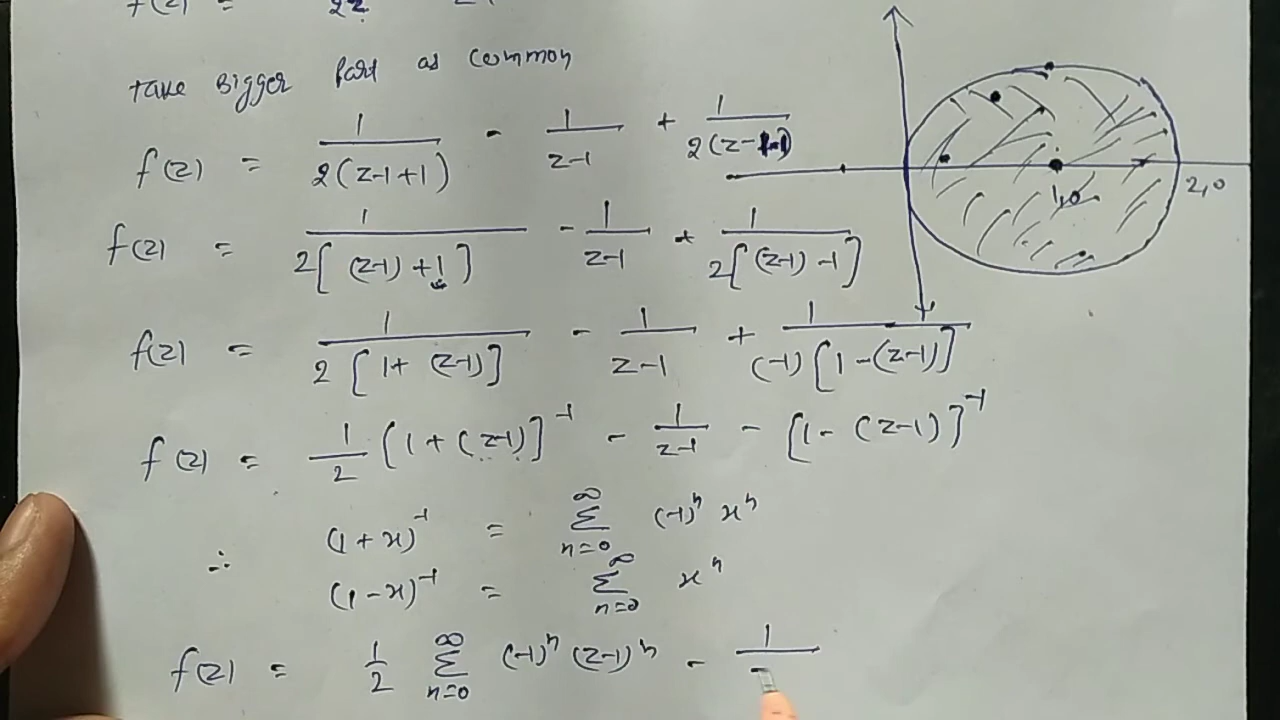 f(z) = 2z
take Bigger part as common
f(z) = 1/(2(z-1+1)) - 1/(z-1) + 1/(2(z-1-1))
1,0
2,0
f(z) = 1/(2[(z-1)+1]) - 1/(z-1) + 1/(2[(z-1)-1])
f(z) = 1/(2[1+(z-1)]) - 1/(z-1) + 1/((-1)[1-(z-1)])
f(z) = 1/2 [1+(z-1)]^-1 - 1/(z-1) - [1-(z-1)]^-1
∴ (1+x)^-1 = Σ_{n=0}^∞ (-1)^n x^n
(1-x)^-1 = Σ_{n=0}^∞ x^n
f(z) = 1/2 Σ_{n=0}^∞ (-1)^n (z-1)^n - 1/